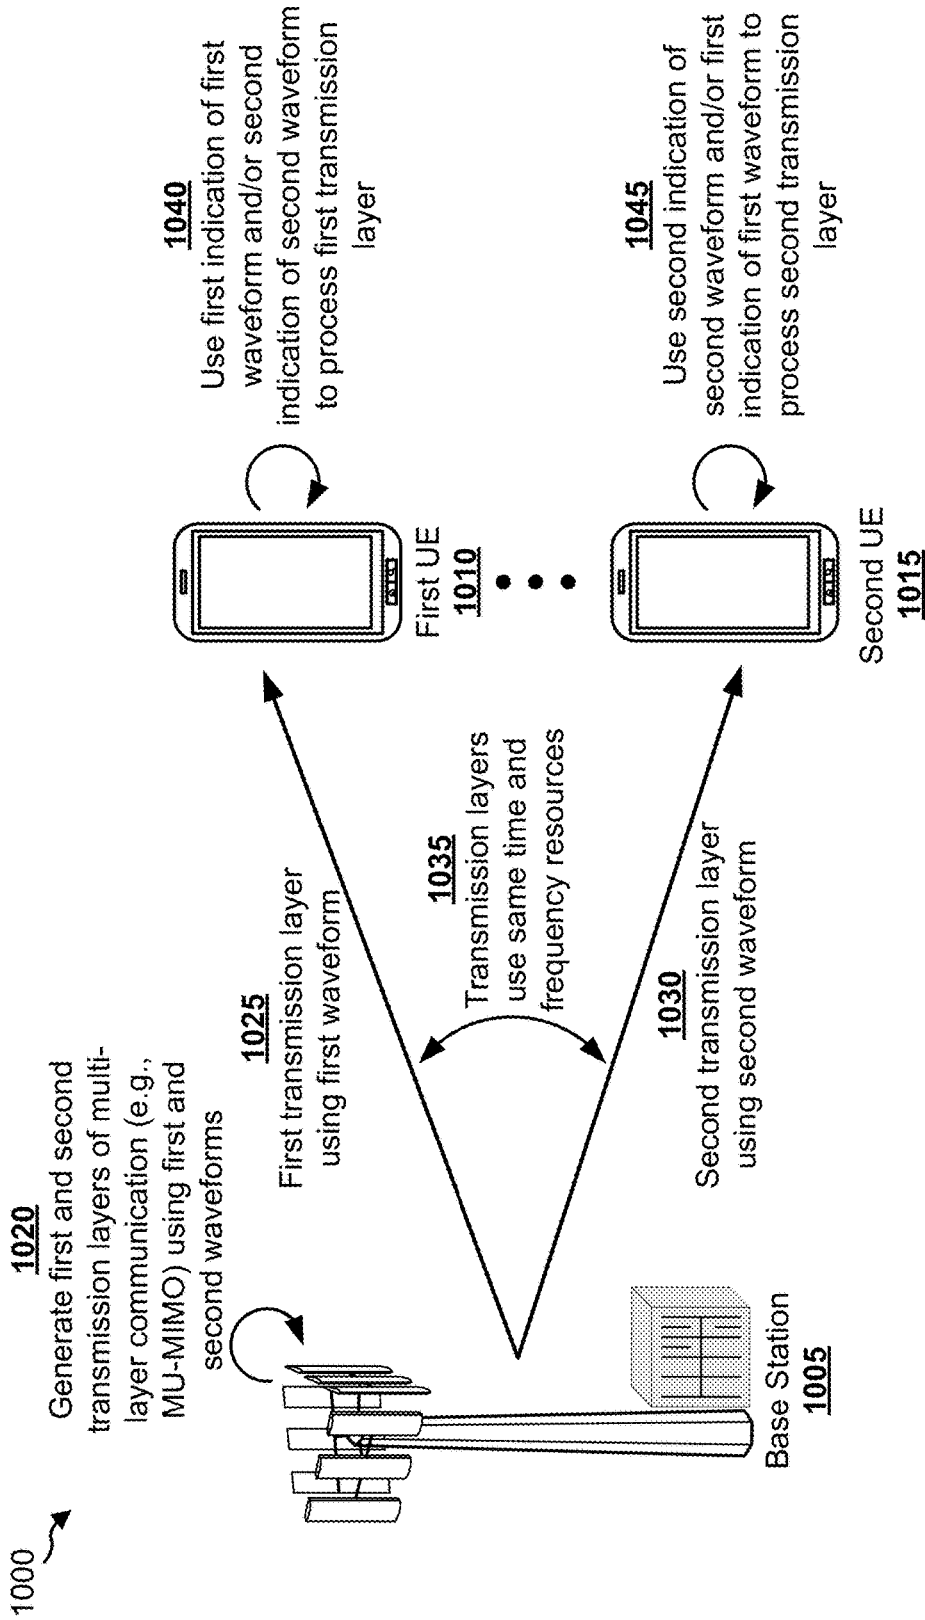 1000
1020
Generate first and second
transmission layers of multi-
layer communication (e.g.,
MU-MIMO) using first and
second waveforms
Base Station
1005
1025
First transmission layer
using first waveform
1035
Transmission layers
use same time and
frequency resources
1030
Second transmission layer
using second waveform
First UE
1010
Second UE
1015
1040
Use first indication of first
waveform and/or second
indication of second waveform
to process first transmission
layer
1045
Use second indication of
second waveform and/or first
indication of first waveform to
process second transmission
layer